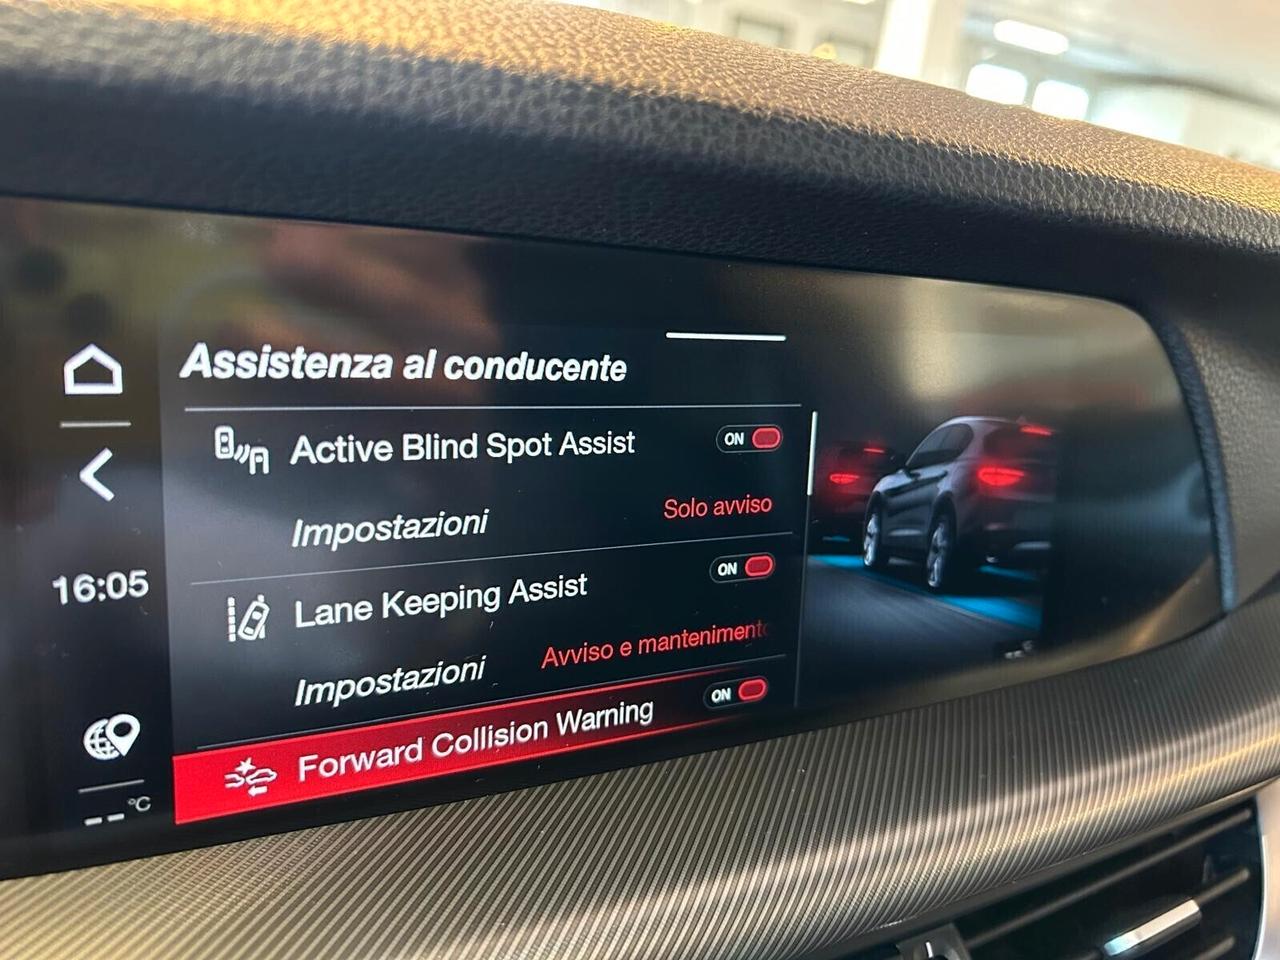 Assistenza al conducente
Active Blind Spot Assist ON
Impostazioni Solo avviso
Lane Keeping Assist ON
Impostazioni Avviso e mantenimento
Forward Collision Warning ON
16:05
--°C